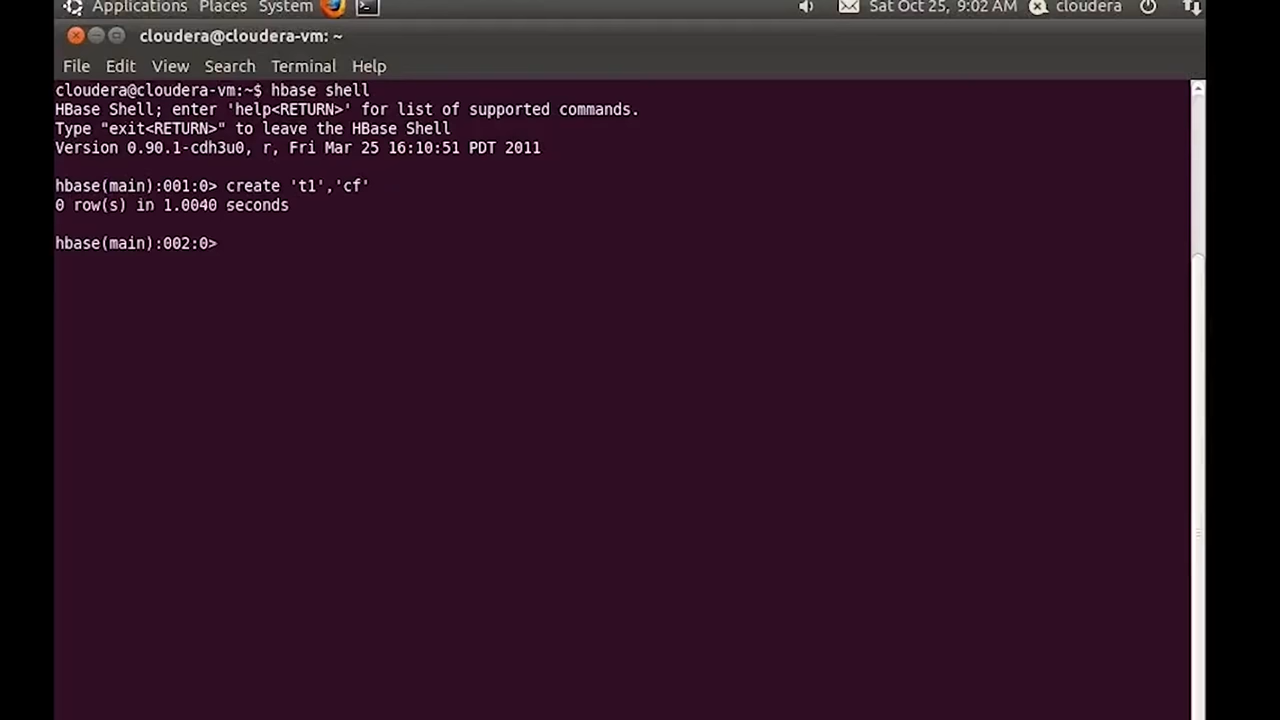 Applications Places System Sat Oct 25, 9:02 AM cloudera
cloudera@cloudera-vm: ~
File Edit View Search Terminal Help
cloudera@cloudera-vm:~$ hbase shell
HBase Shell; enter 'help<RETURN>' for list of supported commands.
Type "exit<RETURN>" to leave the HBase Shell
Version 0.90.1-cdh3u0, r, Fri Mar 25 16:10:51 PDT 2011
hbase(main):001:0> create 't1','cf'
0 row(s) in 1.0040 seconds
hbase(main):002:0>